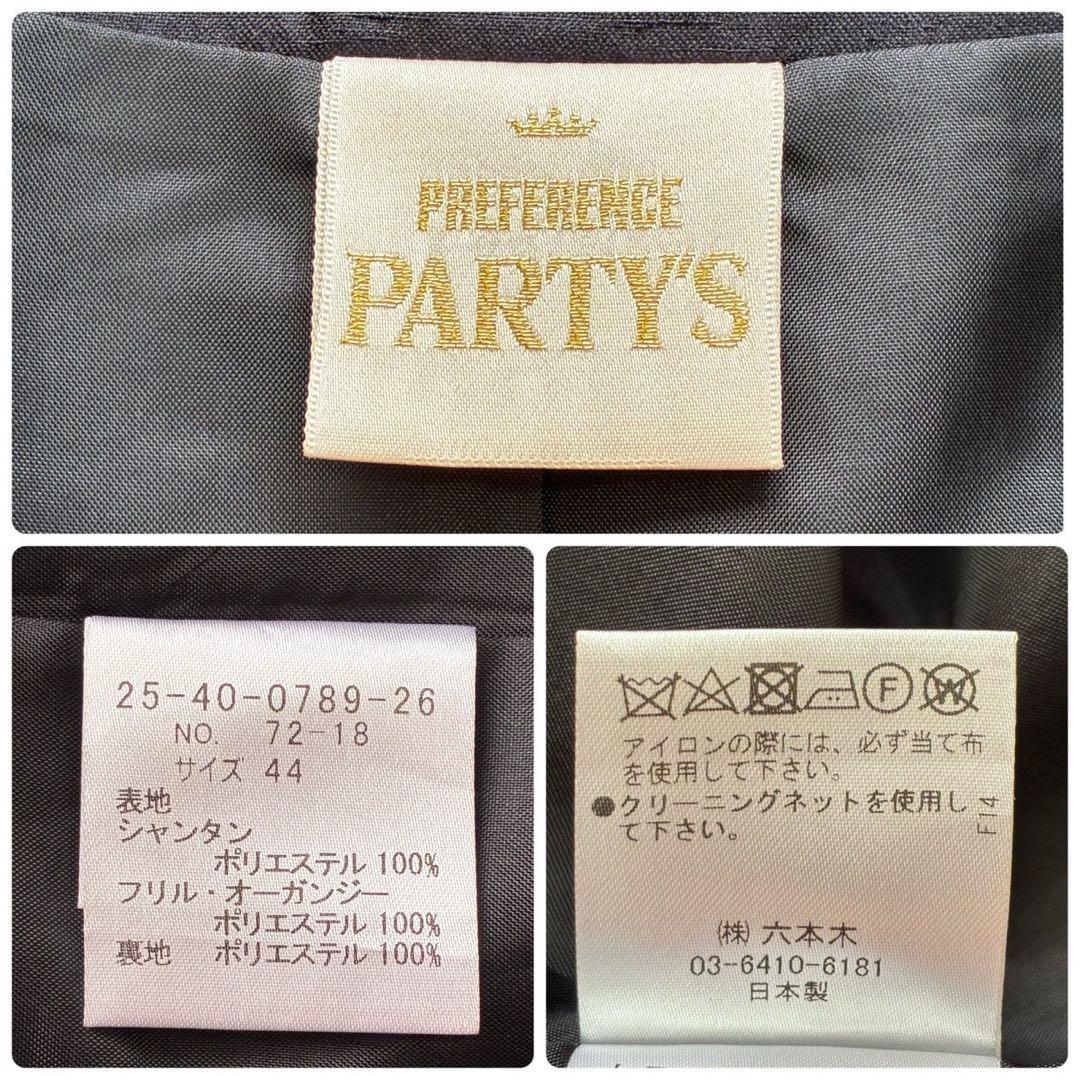 PREFERENCE
PARTY'S
25-40-0789-26
NO. 72-18
サイズ 44
表地
シャンタン
ポリエステル 100%
フリル・オーガンジー
ポリエステル 100%
裏地 ポリエステル 100%
F W
アイロンの際には、必ず当て布
を使用して下さい。
●クリーニングネットを使用し
て下さい。
F14
㈱ 六本木
03-6410-6181
日本製